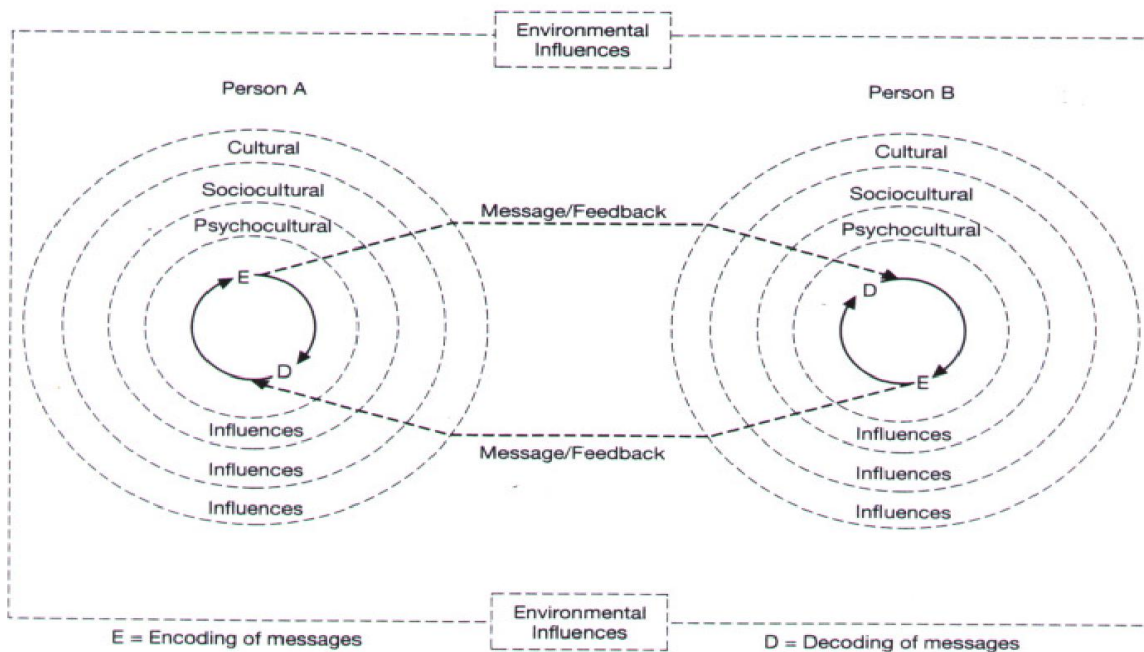 Environmental
Influences
Person A
Person B
Cultural
Cultural
Sociocultural
Sociocultural
Message/Feedback
Psychocultural
Psychocultural
E
D
D
E
Influences
Influences
Message/Feedback
Influences
Influences
Influences
Influences
Environmental
Influences
E = Encoding of messages
D = Decoding of messages